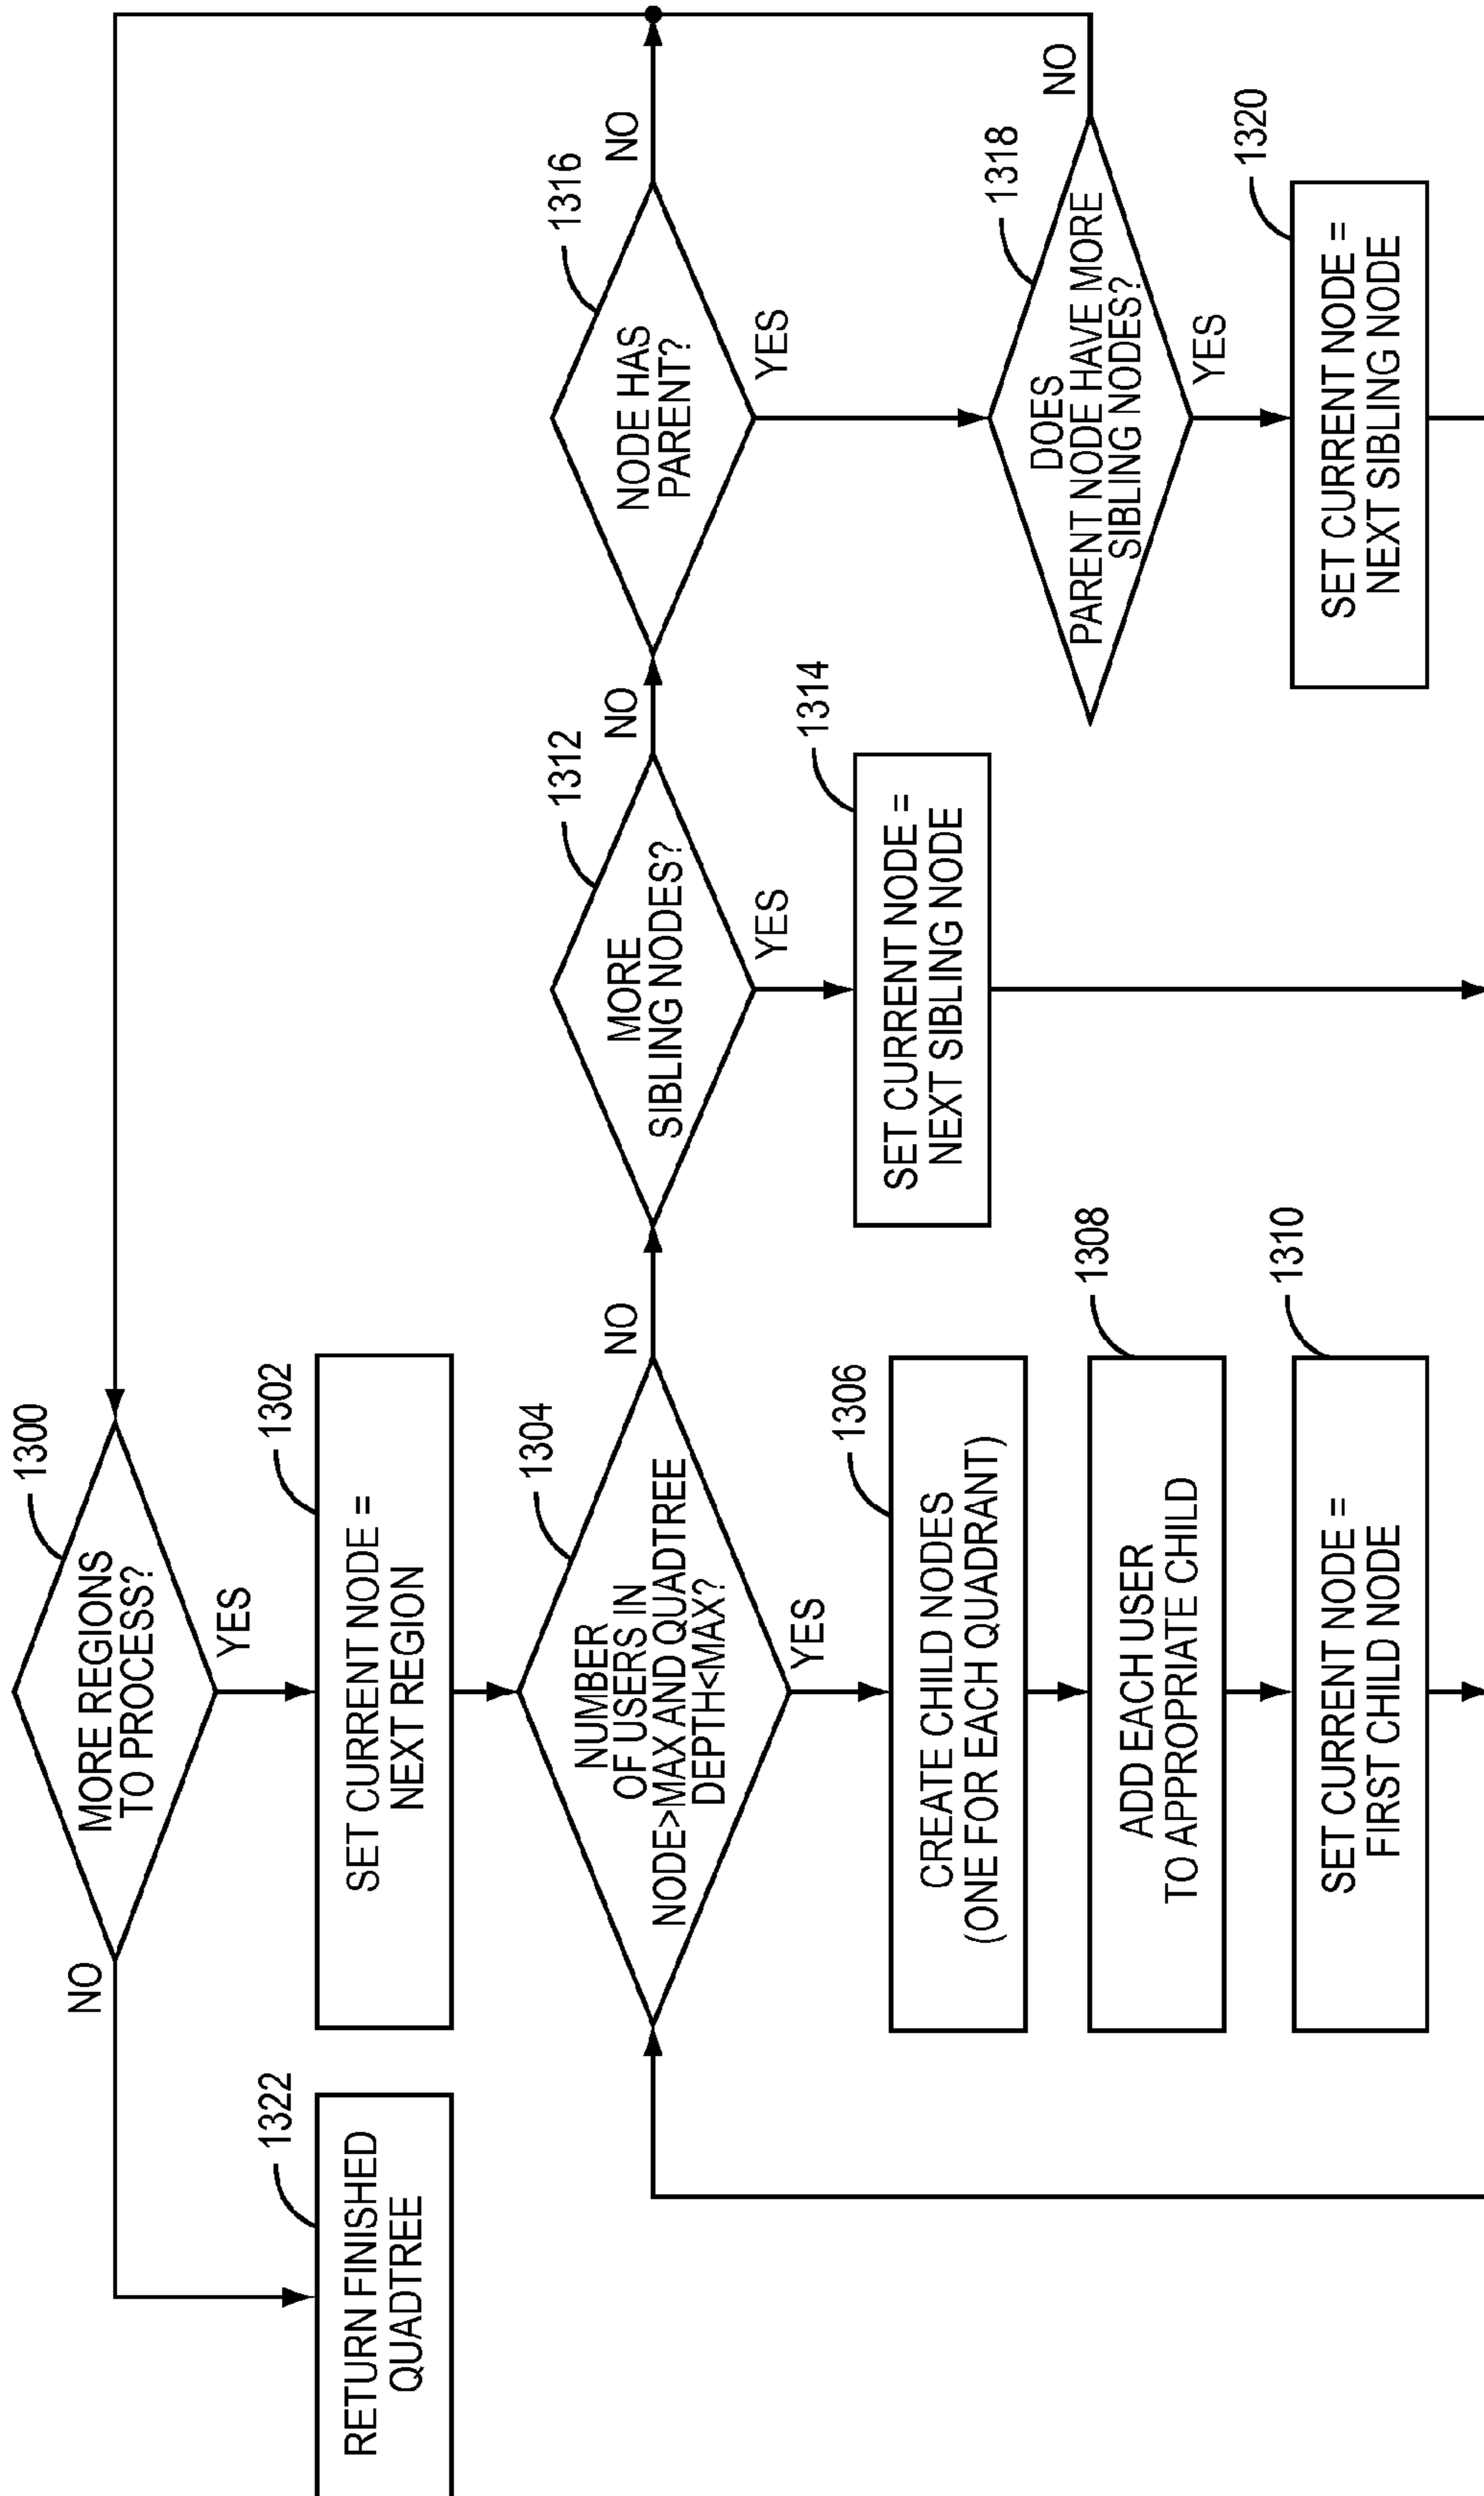 1300
MORE REGIONS
TO PROCESS?
NO
YES
1322
RETURN FINISHED
QUADTREE
1302
SET CURRENT NODE =
NEXT REGION
1304
NUMBER
OF USERS IN
NODE>MAX AND QUADTREE
DEPTH<MAX?
NO
YES
1306
CREATE CHILD NODES
(ONE FOR EACH QUADRANT)
1308
ADD EACH USER
TO APPROPRIATE CHILD
1310
SET CURRENT NODE =
FIRST CHILD NODE
1312
MORE
SIBLING NODES?
NO
YES
1314
SET CURRENT NODE =
NEXT SIBLING NODE
1316
NODE HAS
PARENT?
NO
YES
1318
DOES
PARENT NODE HAVE MORE
SIBLING NODES?
NO
YES
1320
SET CURRENT NODE =
NEXT SIBLING NODE